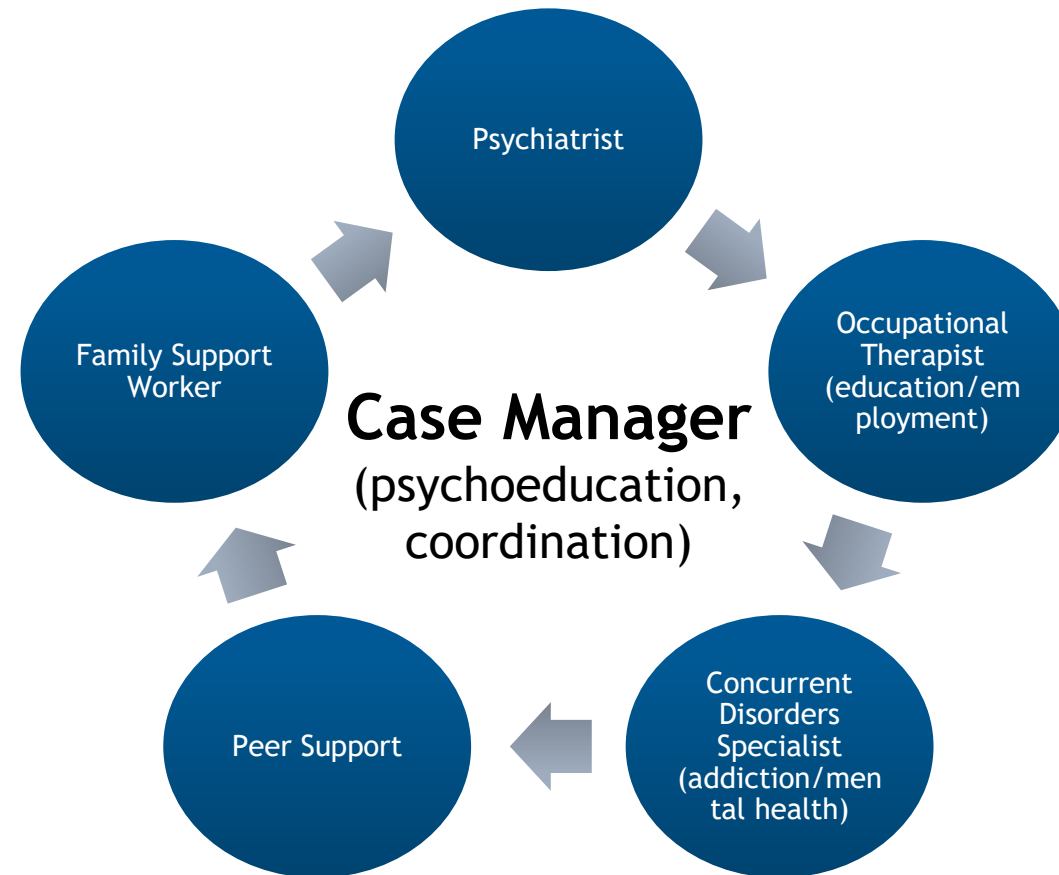 Psychiatrist
Occupational
Therapist
(education/em
ployment)
Family Support
Worker
Case Manager
(psychoeducation,
coordination)
Concurrent
Disorders
Specialist
(addiction/men
tal health)
Peer Support